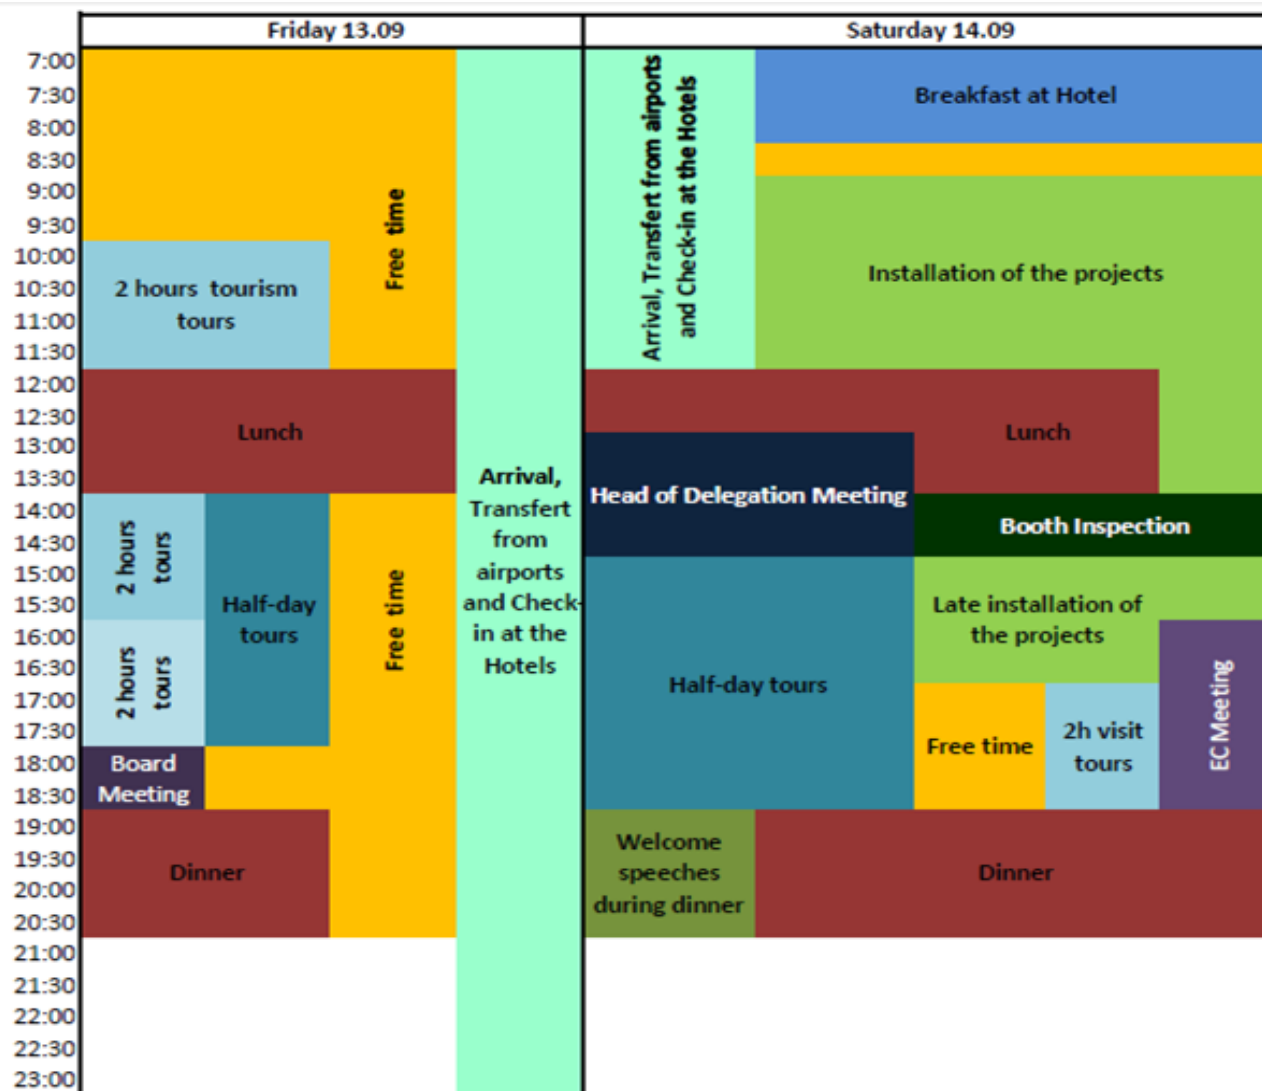 Friday 13.09
Saturday 14.09
7:00
7:30
8:00
8:30
9:00
9:30
10:00
10:30
11:00
11:30
12:00
12:30
13:00
13:30
14:00
14:30
15:00
15:30
16:00
16:30
17:00
17:30
18:00
18:30
19:00
19:30
20:00
20:30
21:00
21:30
22:00
22:30
23:00
Free time
2 hours tourism
tours
Lunch
2 hours
tours
2 hours
tours
Half-day
tours
Free time
Board
Meeting
Dinner
Arrival,
Transfert
from
airports
and Check-
in at the
Hotels
Arrival, Transfert from airports
and Check-in at the Hotels
Breakfast at Hotel
Installation of the projects
Lunch
Head of Delegation Meeting
Booth Inspection
Half-day tours
Late installation of
the projects
Free time
2h visit
tours
EC Meeting
Welcome
speeches
during dinner
Dinner